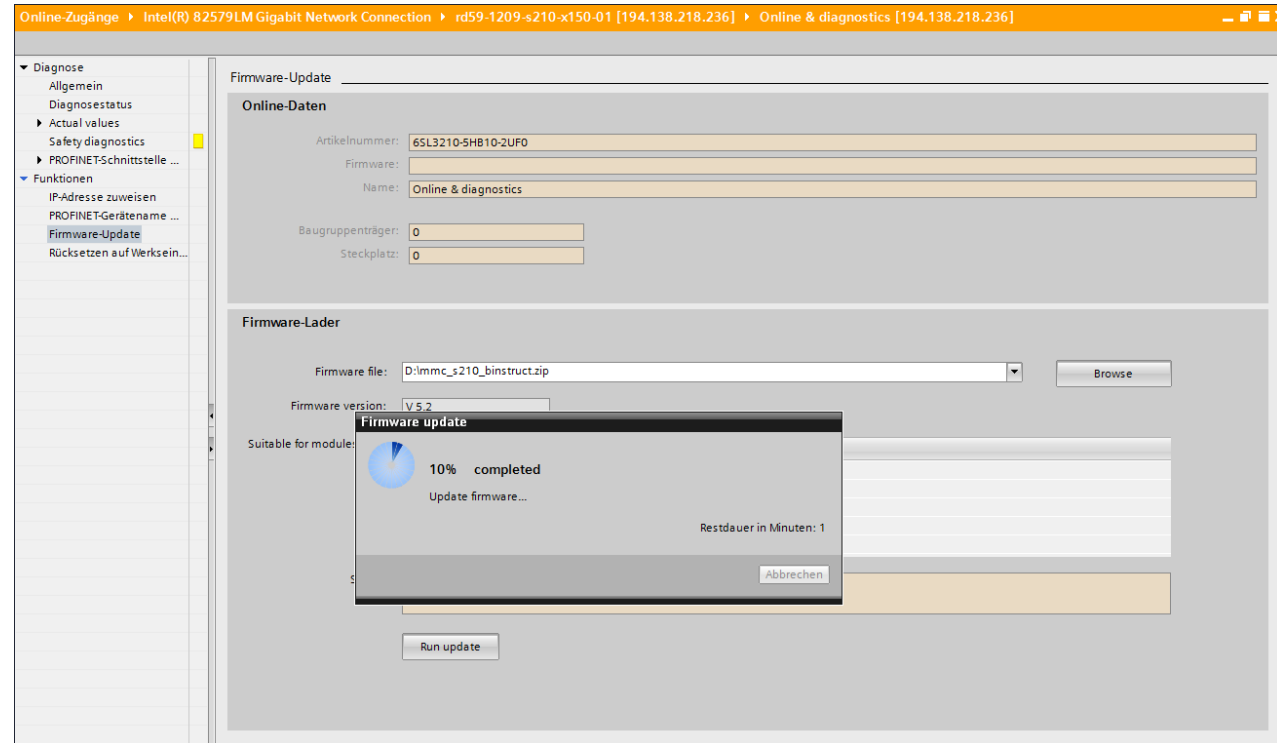 Online-Zugänge ▸ Intel(R) 82579LM Gigabit Network Connection ▸ rd59-1209-s210-x150-01 [194.138.218.236] ▸ Online & diagnostics [194.138.218.236]
Diagnose
Allgemein
Diagnosestatus
Actual values
Safety diagnostics
PROFINET-Schnittstelle ...
Funktionen
IP-Adresse zuweisen
PROFINET-Gerätename ...
Firmware-Update
Rücksetzen auf Werksein...
Firmware-Update
Online-Daten
Artikelnummer: 6SL3210-5HB10-2UF0
Firmware:
Name: Online & diagnostics
Baugruppenträger: 0
Steckplatz: 0
Firmware-Lader
Firmware file: D:\mmc_s210_binstruct.zip Browse
Firmware version: V 5.2
Suitable for module
Firmware update
10% completed
Update firmware...
Restdauer in Minuten: 1
Abbrechen
Run update